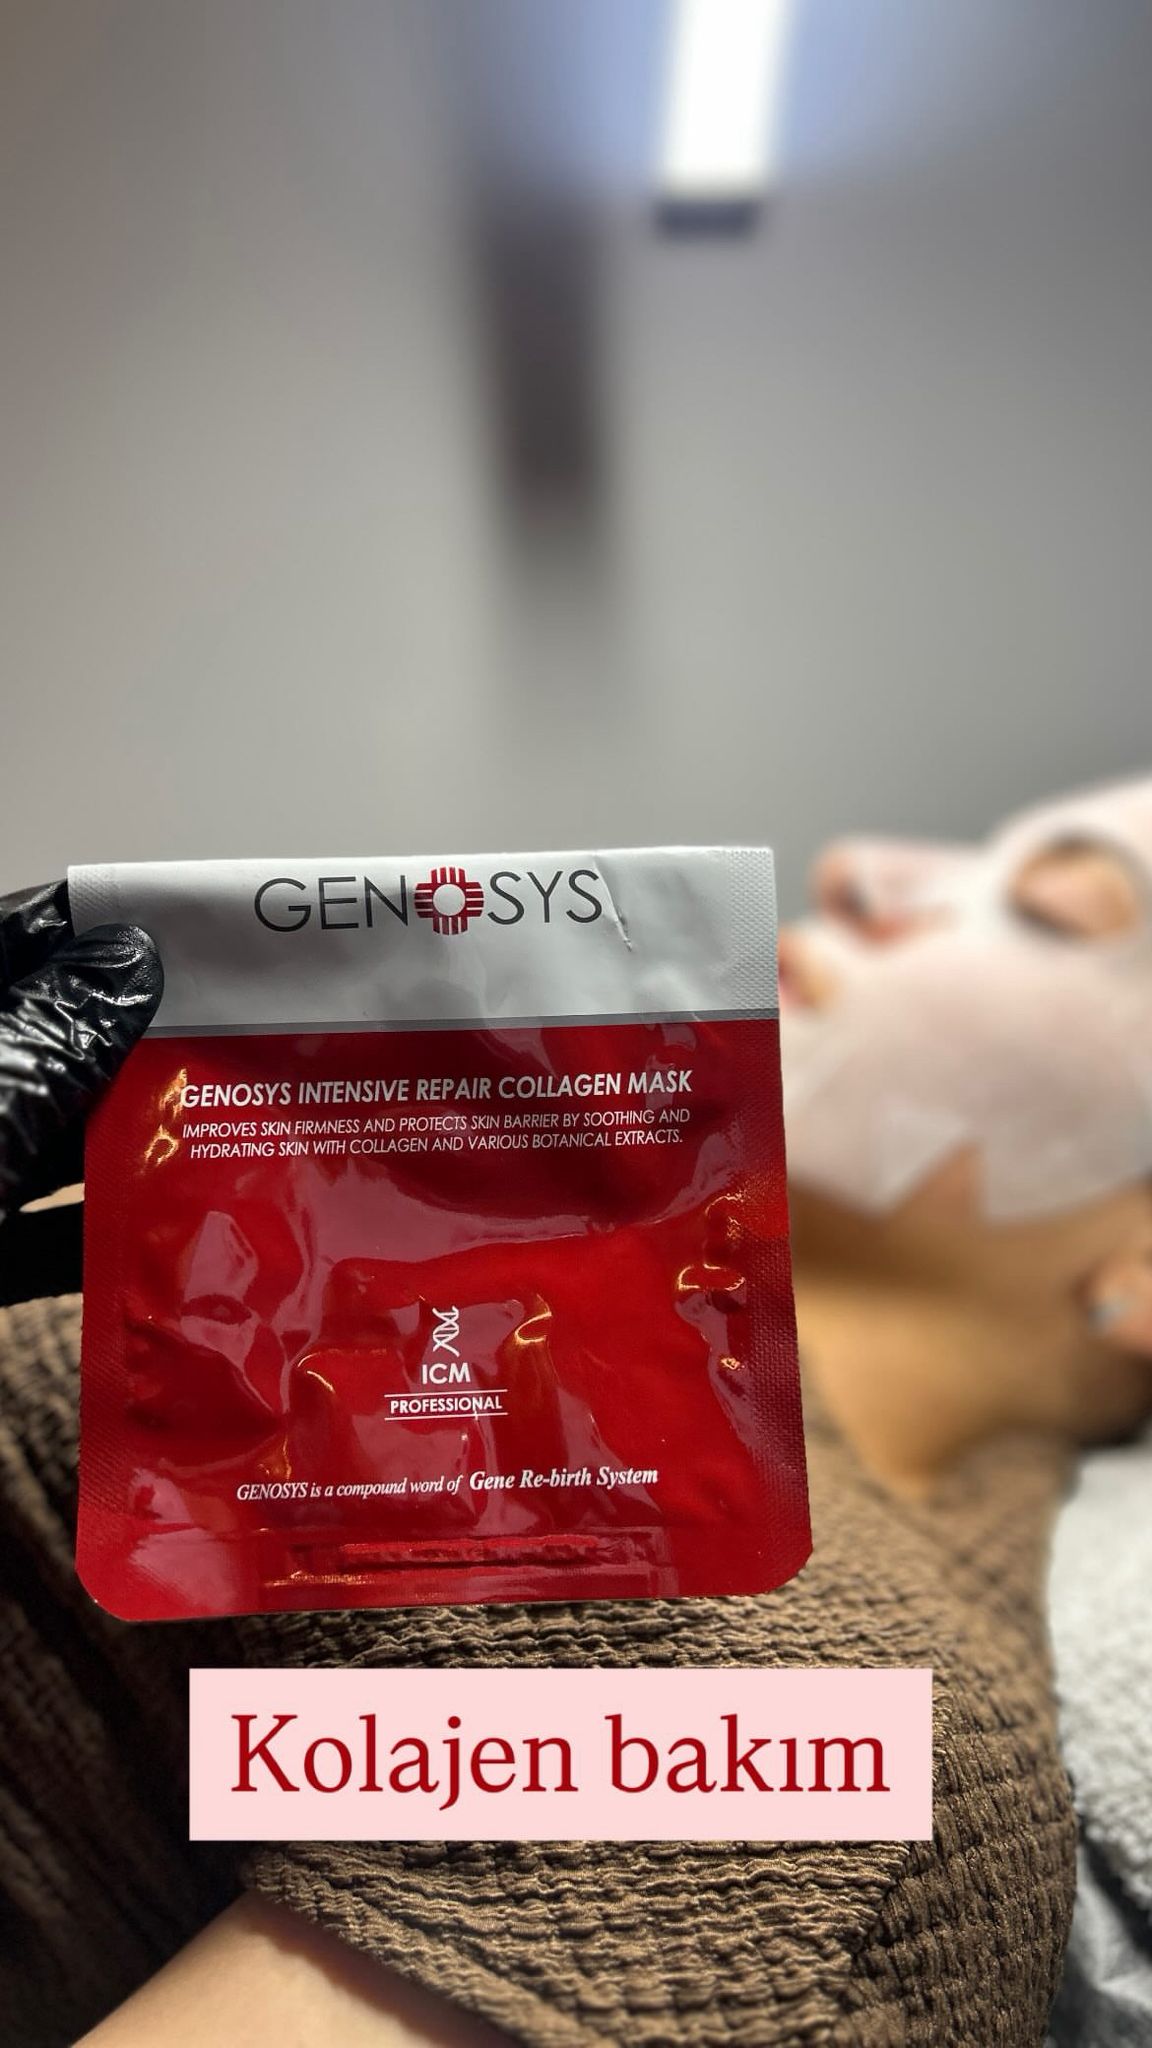 GENOSYS
GENOSYS INTENSIVE REPAIR COLLAGEN MASK
IMPROVES SKIN FIRMNESS AND PROTECTS SKIN BARRIER BY SOOTHING AND
HYDRATING SKIN WITH COLLAGEN AND VARIOUS BOTANICAL EXTRACTS.
ICM
PROFESSIONAL
GENOSYS is a compound word of Gene Re-birth System
Kolajen bakım